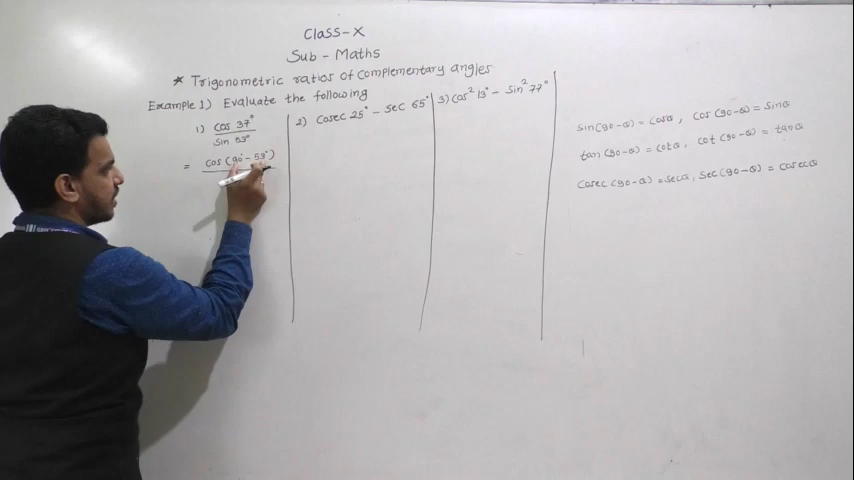 Class-X
Sub - Maths
* Trigonometric ratios of complementary angles
Example 1) Evaluate the following
1) cos 37°
sin 53°
= cos (90° - 53°)
2) cosec 25° - sec 65°
3) cos² 13° - sin² 77°
sin(90-θ) = cosθ, cos(90-θ) = sinθ
tan(90-θ) = cotθ, cot(90-θ) = tanθ
cosec(90-θ) = secθ, sec(90-θ) = cosecθ